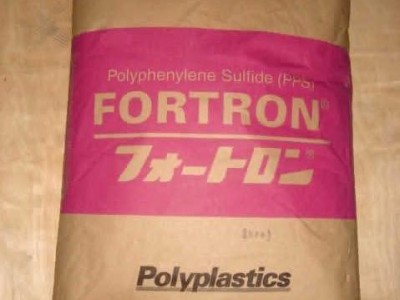 Polyphenylene Sulfide (PPS)
FORTRON®
フォートロン®
Polyplastics